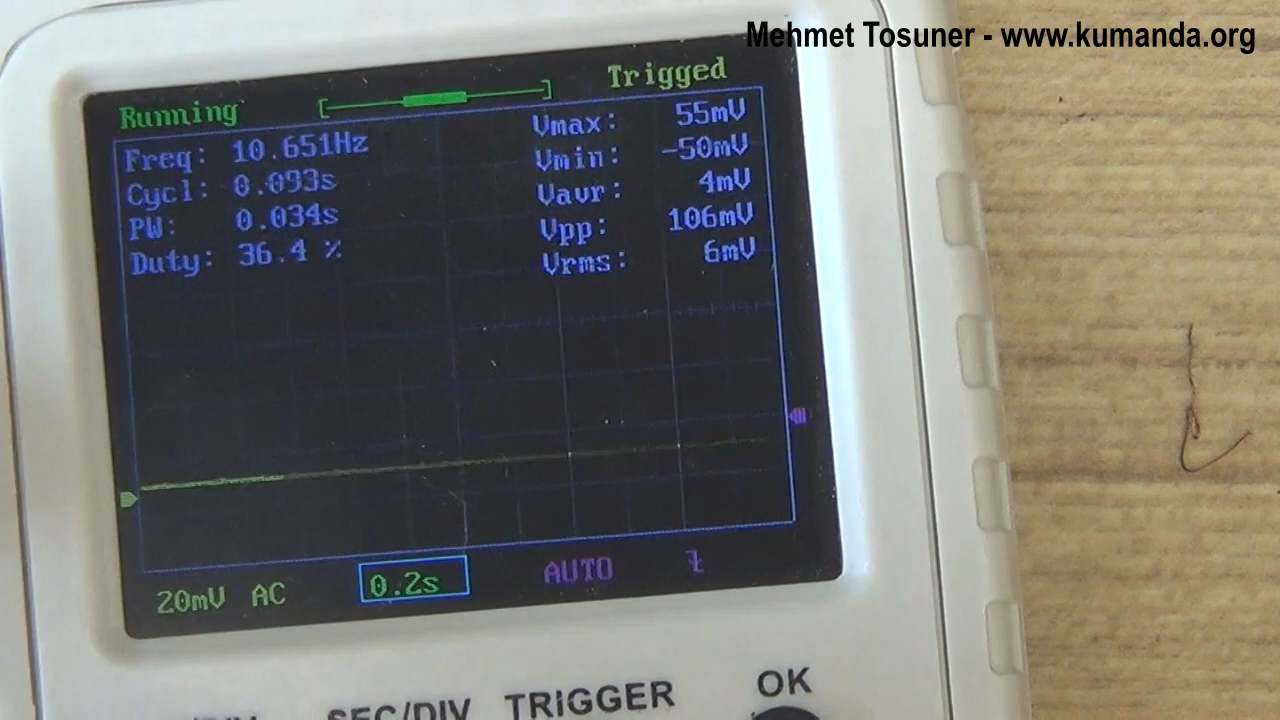 Mehmet Tosuner - www.kumanda.org
Running
Trigged
Freq: 10.651Hz
Cycl: 0.093s
PW: 0.034s
Duty: 36.4 %
Vmax: 55mV
Vmin: -50mV
Vavr: 4mV
Vpp: 106mV
Vrms: 6mV
20mV AC 0.2s AUTO
SEC/DIV TRIGGER OK